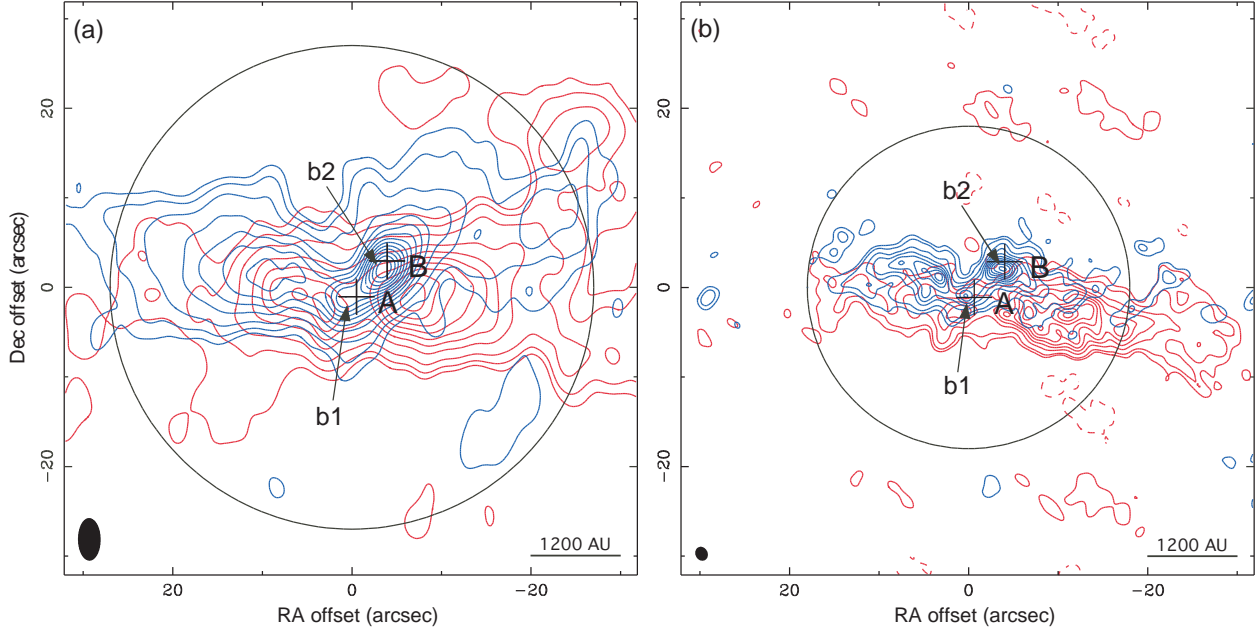 (a)
(b)
20
20
b2
b2
B
B
Dec offset (arcsec)
0
0
A
A
b1
b1
-20
-20
1200 AU
1200 AU
20
0
-20
20
0
-20
RA offset (arcsec)
RA offset (arcsec)